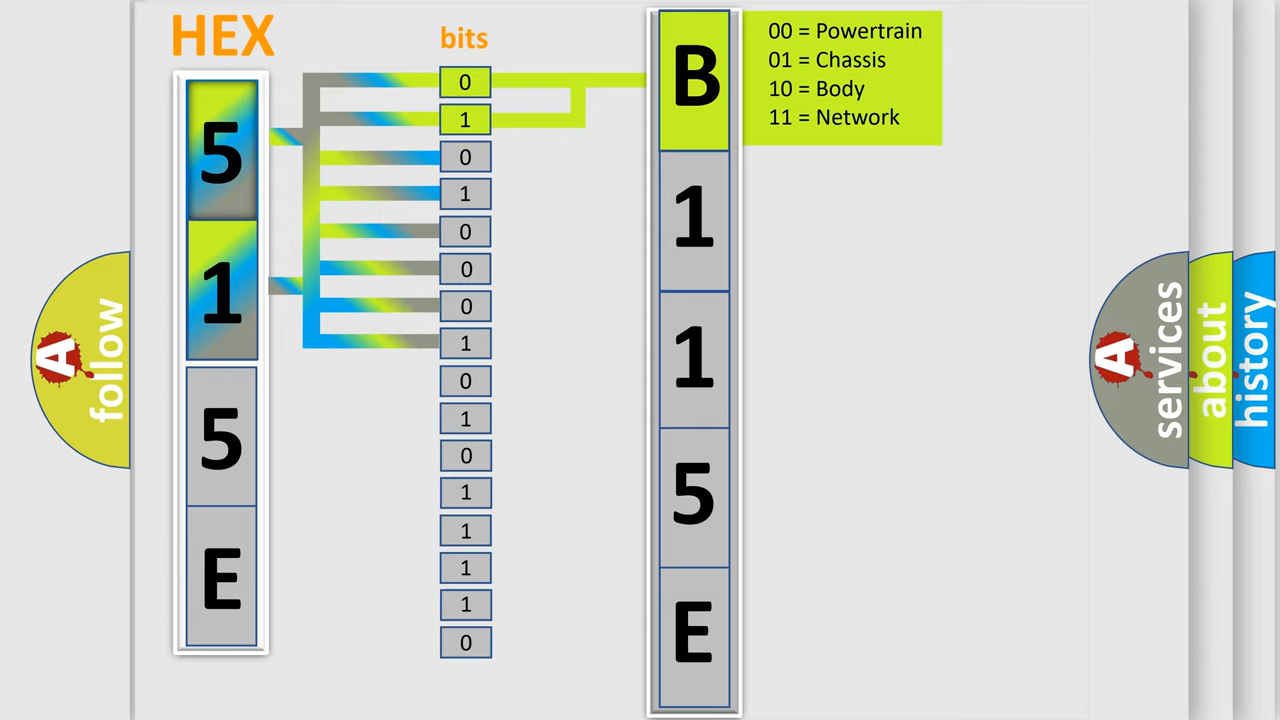 HEX
bits
5
1
5
E
0
1
0
1
0
0
0
1
0
1
0
1
1
1
1
0
B
1
1
5
E
00 = Powertrain
01 = Chassis
10 = Body
11 = Network
A follow
A services
about
history